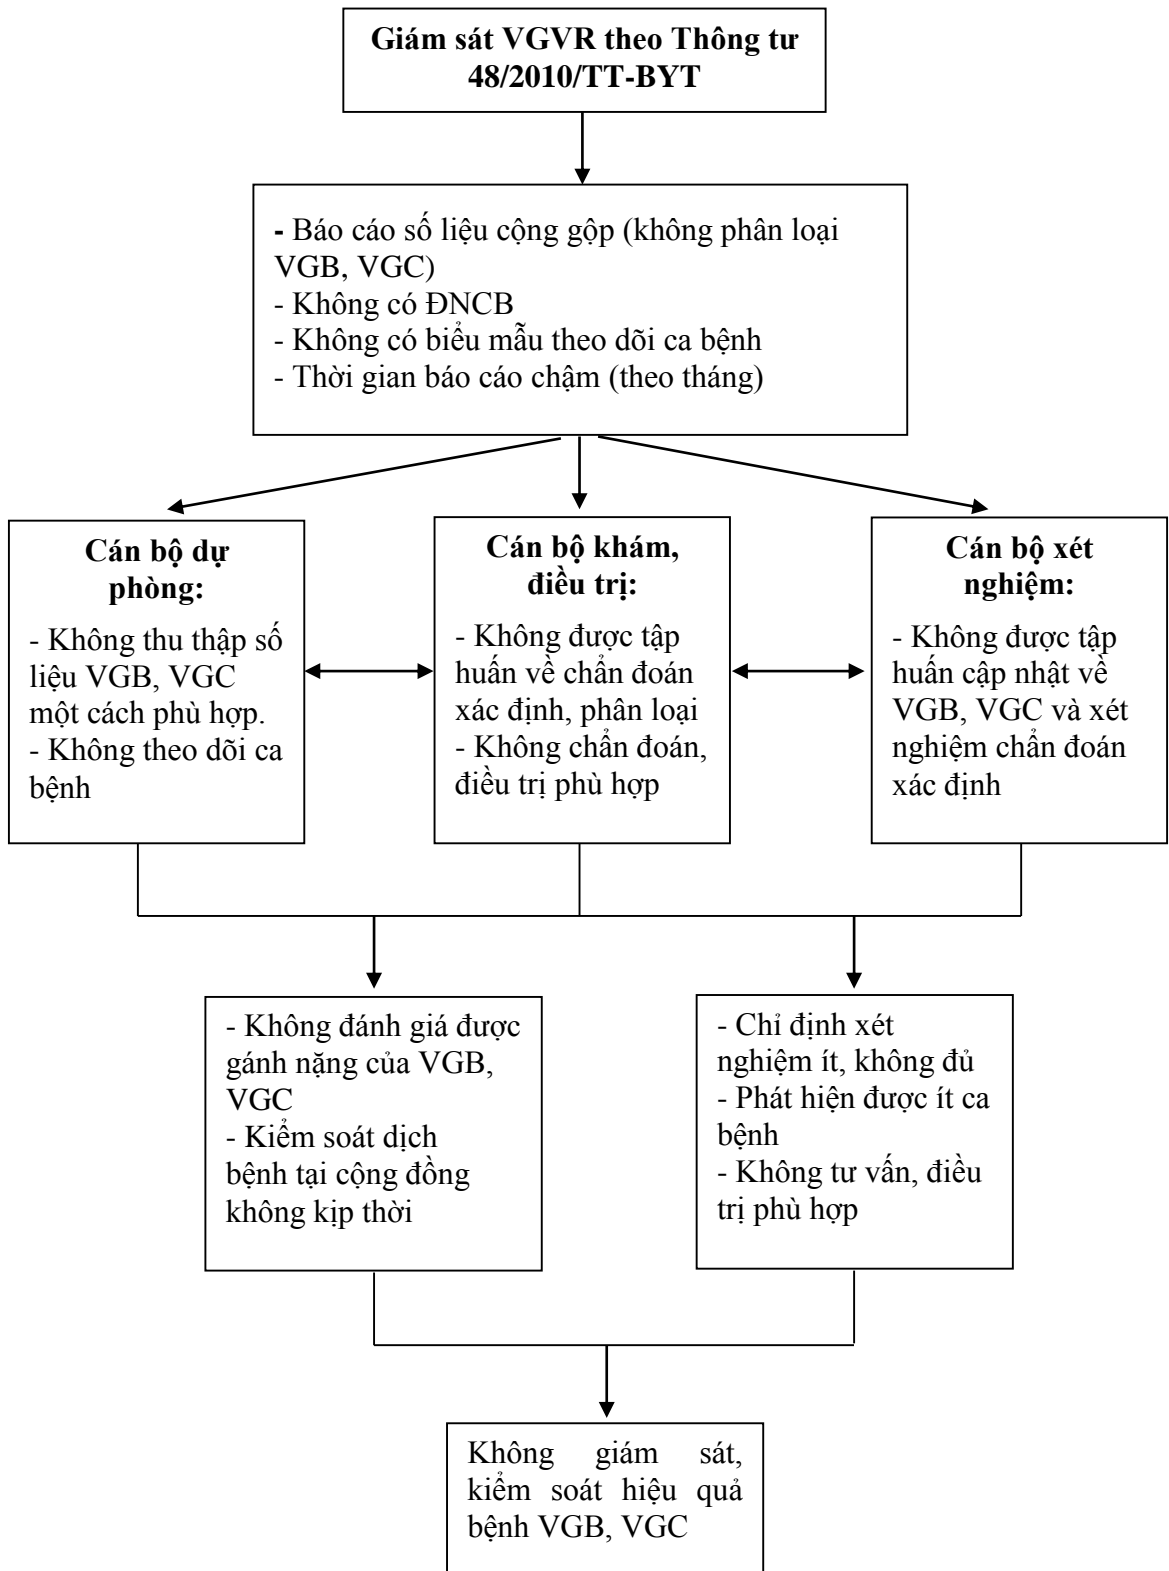 Giám sát VGVR theo Thông tư
48/2010/TT-BYT
- Báo cáo số liệu cộng gộp (không phân loại
VGB, VGC)
- Không có ĐNCB
- Không có biểu mẫu theo dõi ca bệnh
- Thời gian báo cáo chậm (theo tháng)
Cán bộ dự
phòng:
- Không thu thập số
liệu VGB, VGC
một cách phù hợp.
- Không theo dõi ca
bệnh
Cán bộ khám,
điều trị:
- Không được tập
huấn về chẩn đoán
xác định, phân loại
- Không chẩn đoán,
điều trị phù hợp
Cán bộ xét
nghiệm:
- Không được tập
huấn cập nhật về
VGB, VGC và xét
nghiệm chẩn đoán
xác định
- Không đánh giá được
gánh nặng của VGB,
VGC
- Kiểm soát dịch
bệnh tại cộng đồng
không kịp thời
- Chỉ định xét
nghiệm ít, không đủ
- Phát hiện được ít ca
bệnh
- Không tư vấn, điều
trị phù hợp
Không giám sát,
kiểm soát hiệu quả
bệnh VGB, VGC